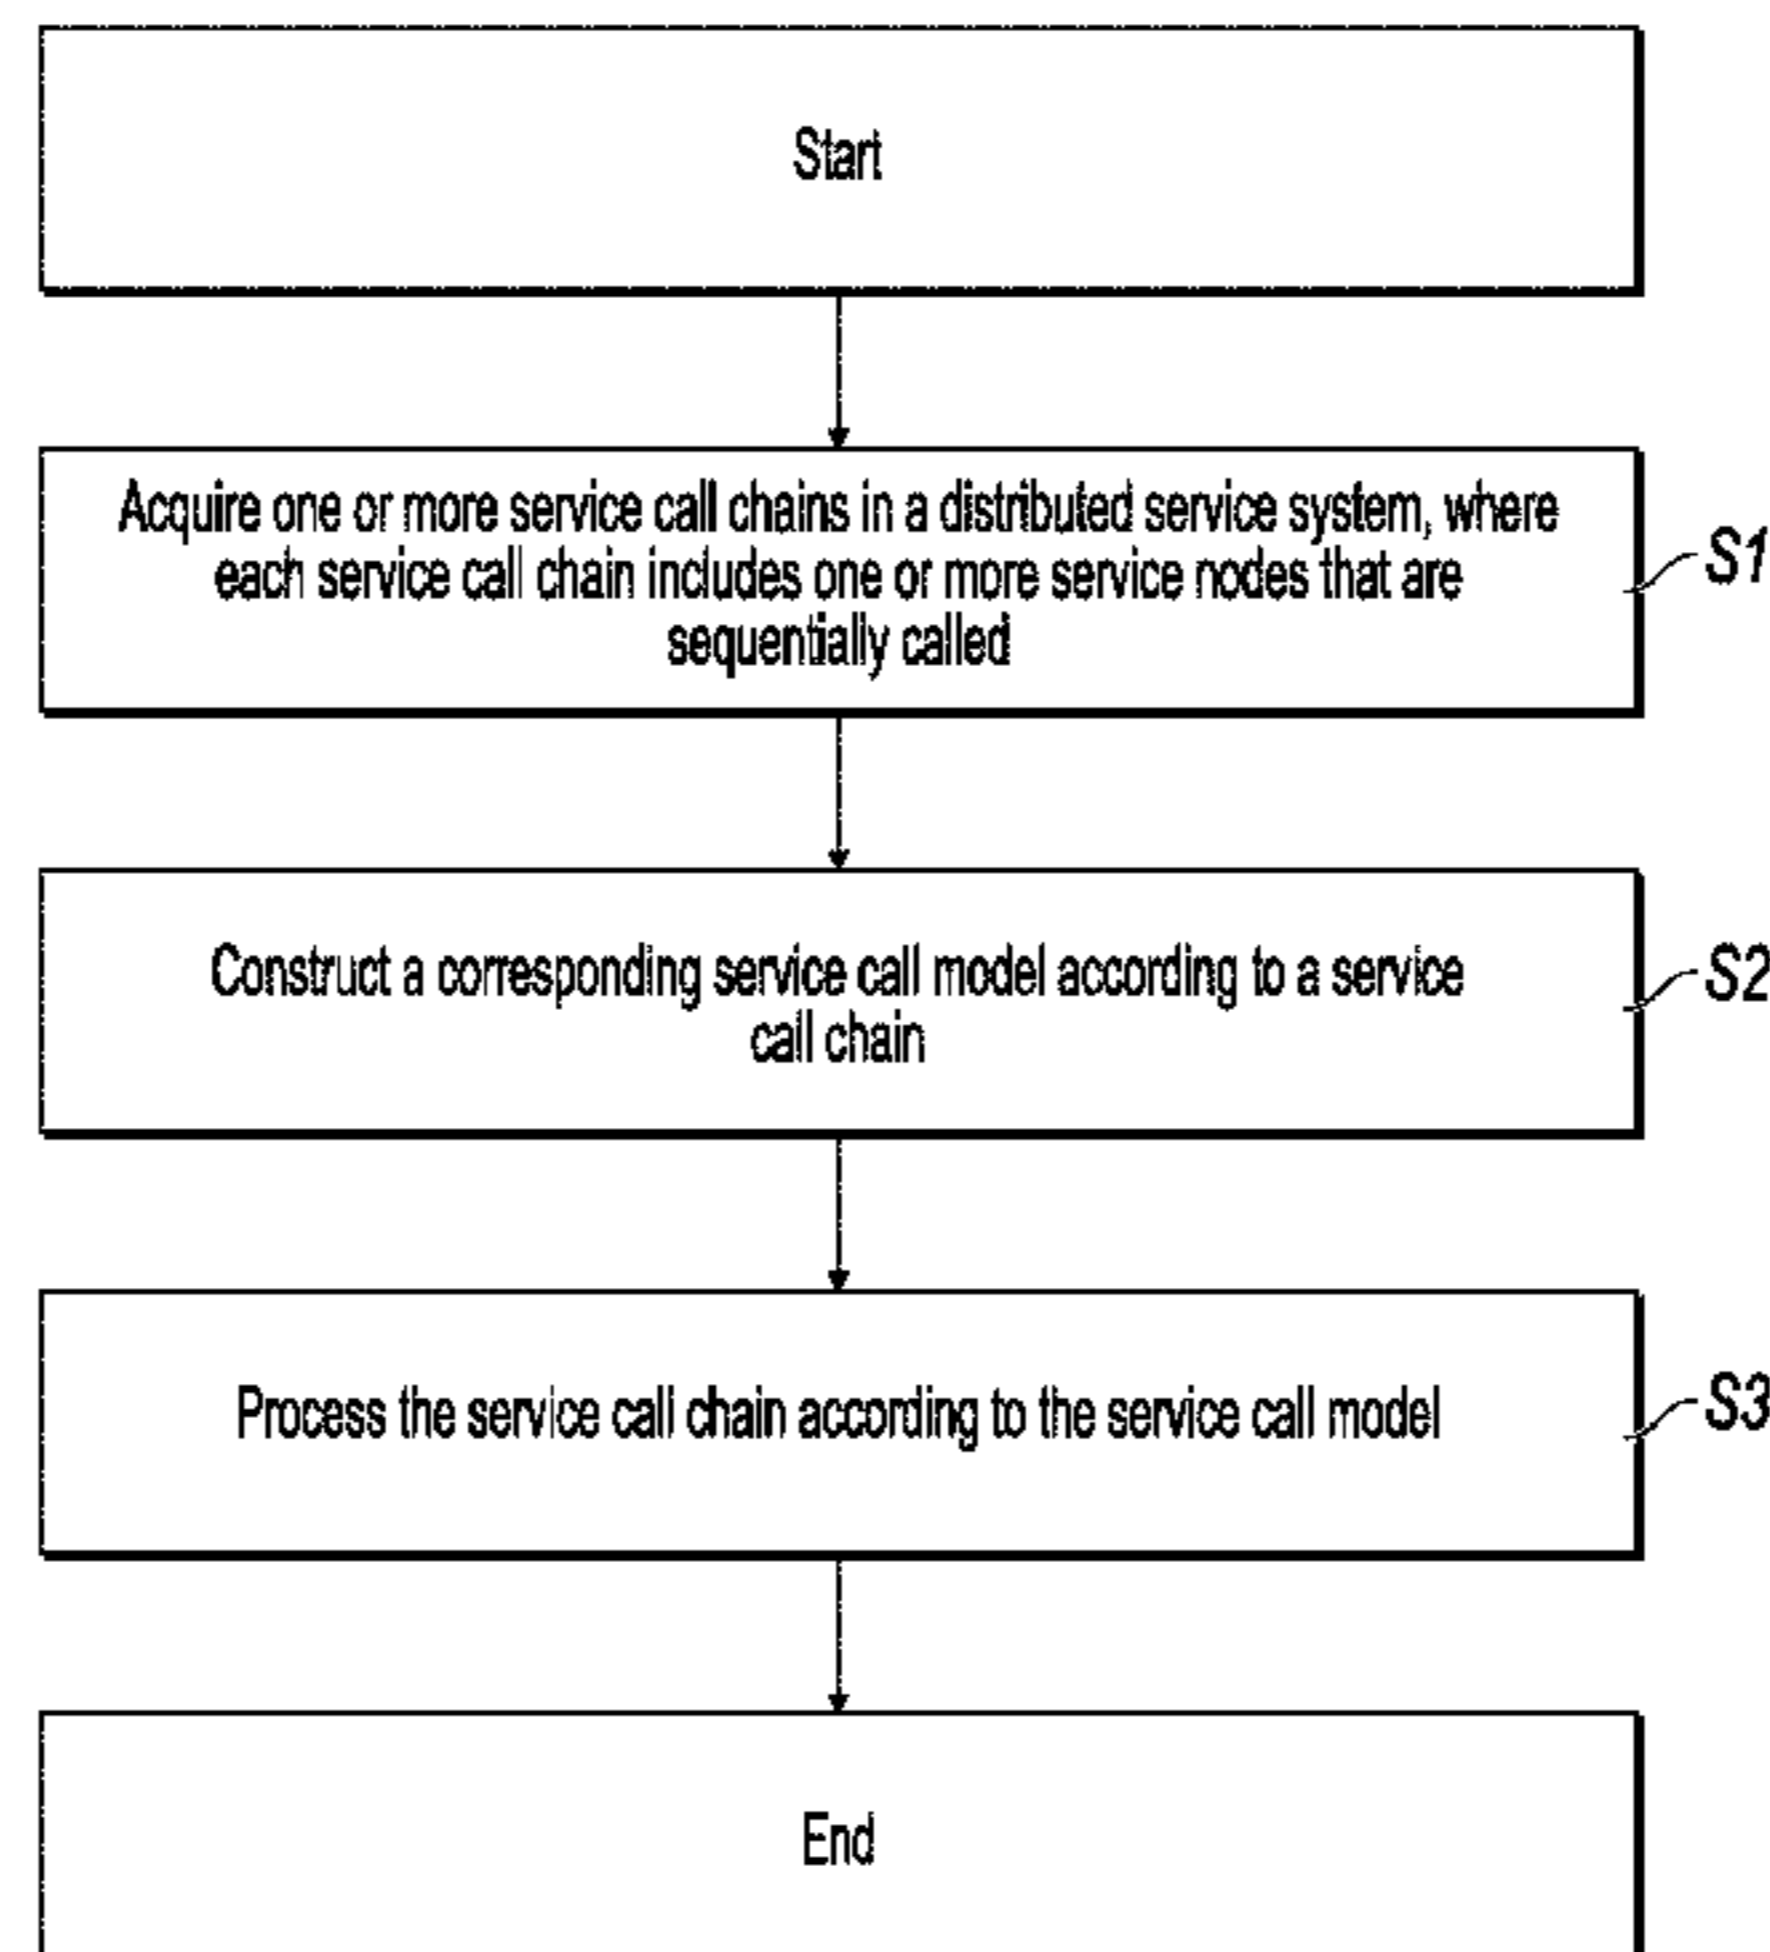 Start
Acquire one or more service call chains in a distributed service system, where
each service call chain includes one or more service nodes that are
sequentially called
S1
Construct a corresponding service call model according to a service
call chain
S2
Process the service call chain according to the service call model
S3
End